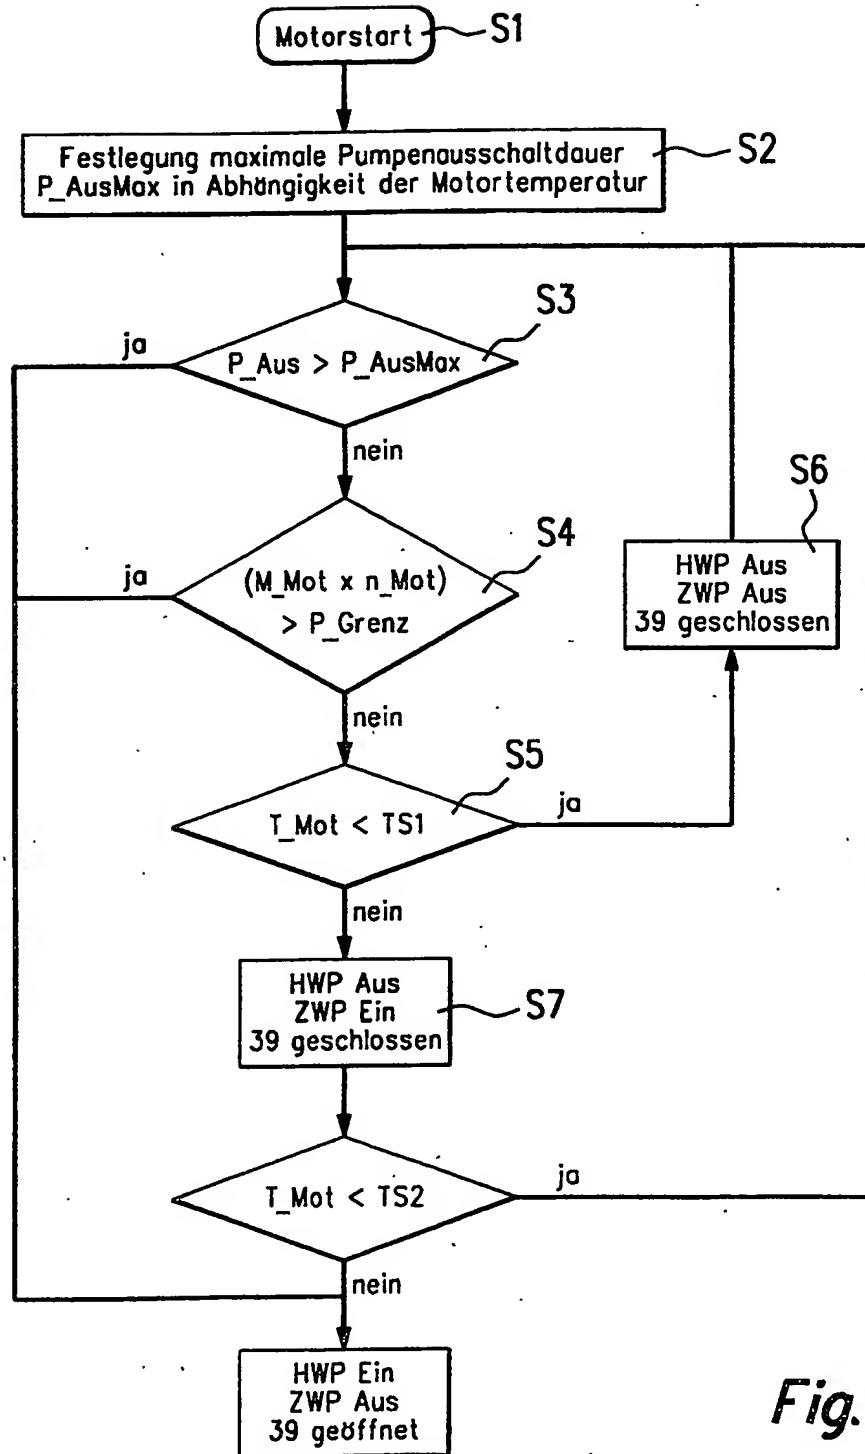 Motorstart
S1
Festlegung maximale Pumpenausschaltdauer
P_AusMax in Abhängigkeit der Motortemperatur
S2
S3
ja
P_Aus > P_AusMax
nein
S6
S4
ja
(M_Mot x n_Mot)
> P_Grenz
HWP Aus
ZWP Aus
39 geschlossen
nein
S5
T_Mot < TS1
ja
nein
HWP Aus
ZWP Ein
39 geschlossen
S7
T_Mot < TS2
ja
nein
HWP Ein
ZWP Aus
39 geöffnet
Fig.